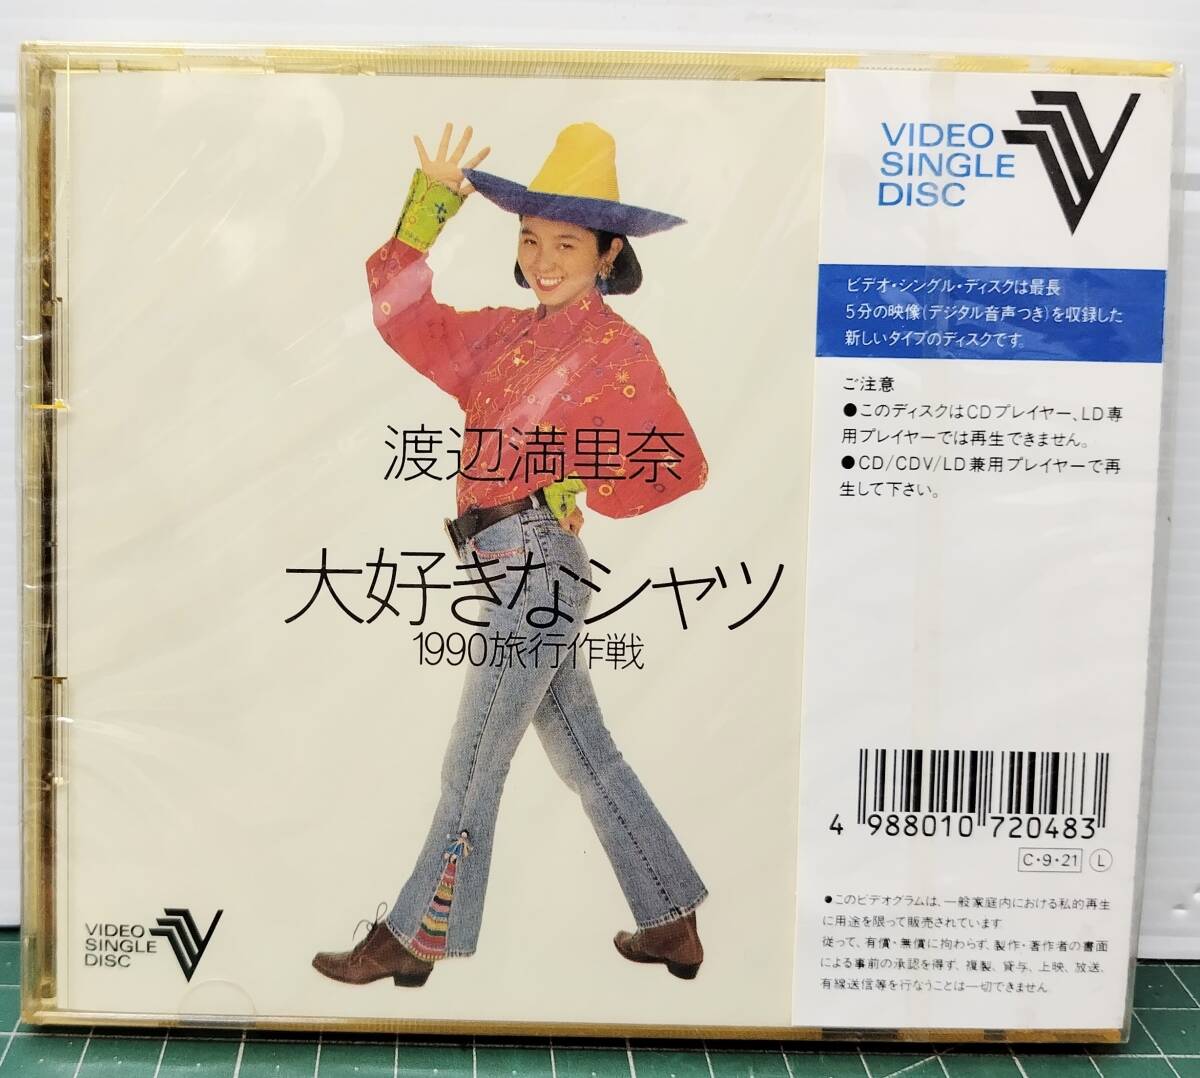 渡辺満里奈
大好きなシャツ
1990旅行作戦
VIDEO
SINGLE
DISC
VIDEO
SINGLE
DISC
ビデオ・シングル・ディスクは最長
5分の映像(デジタル音声つき)を収録した
新しいタイプのディスクです。
ご注意
●このディスクはCDプレイヤー、LD専
用プレイヤーでは再生できません。
●CD/CDV/LD兼用プレイヤーで再
生して下さい。
4 988010 720483
C・9・21 L
●このビデオグラムは、一般家庭内における私的再生
に用途を限って販売されています。
従って、有償・無償に拘わらず、製作・著作者の書面
による事前の承認を得ず、複製、貸与、上映、放送、
有線送信等を行なうことは一切できません。